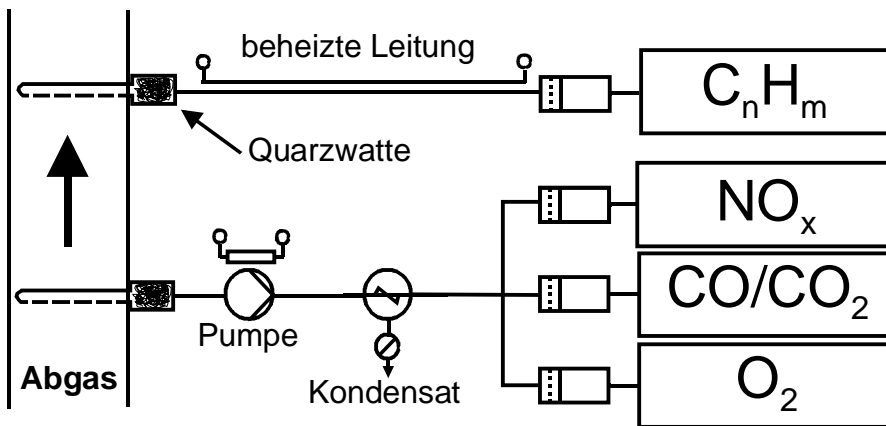 beheizte Leitung
CₙHₘ
Quarzwatte
NOₓ
CO/CO₂
Pumpe
Abgas
Kondensat
O₂